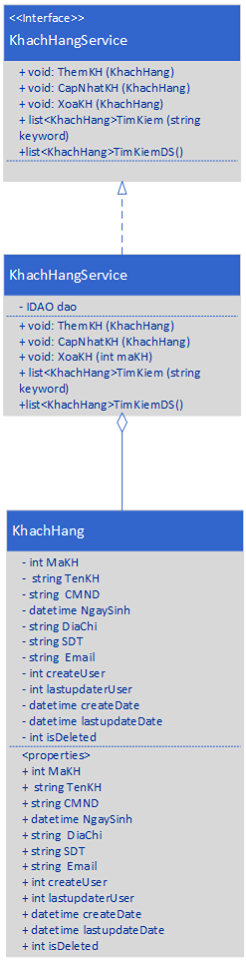 <<Interface>>
KhachHangService
+ void: ThemKH (KhachHang)
+ void: CapNhatKH (KhachHang)
+ void: XoaKH (KhachHang)
+ list<KhachHang>TimKiem (string
keyword)
+list<KhachHang>TimKiemDS()
KhachHangService
- IDAO dao
+ void: ThemKH (KhachHang)
+ void: CapNhatKH (KhachHang)
+ void: XoaKH (int maKH)
+ list<KhachHang>TimKiem (string
keyword)
+list<KhachHang>TimKiemDS()
KhachHang
- int MaKH
- string TenKH
- string CMND
- datetime NgaySinh
- string DiaChi
- string SDT
- string Email
- int createUser
- int lastupdaterUser
- datetime createDate
- datetime lastupdateDate
- int isDeleted
<properties>
+ int MaKH
+ string TenKH
+ string CMND
+ datetime NgaySinh
+ string DiaChi
+ string SDT
+ string Email
+ int createUser
+ int lastupdaterUser
+ datetime createDate
+ datetime lastupdateDate
+ int isDeleted